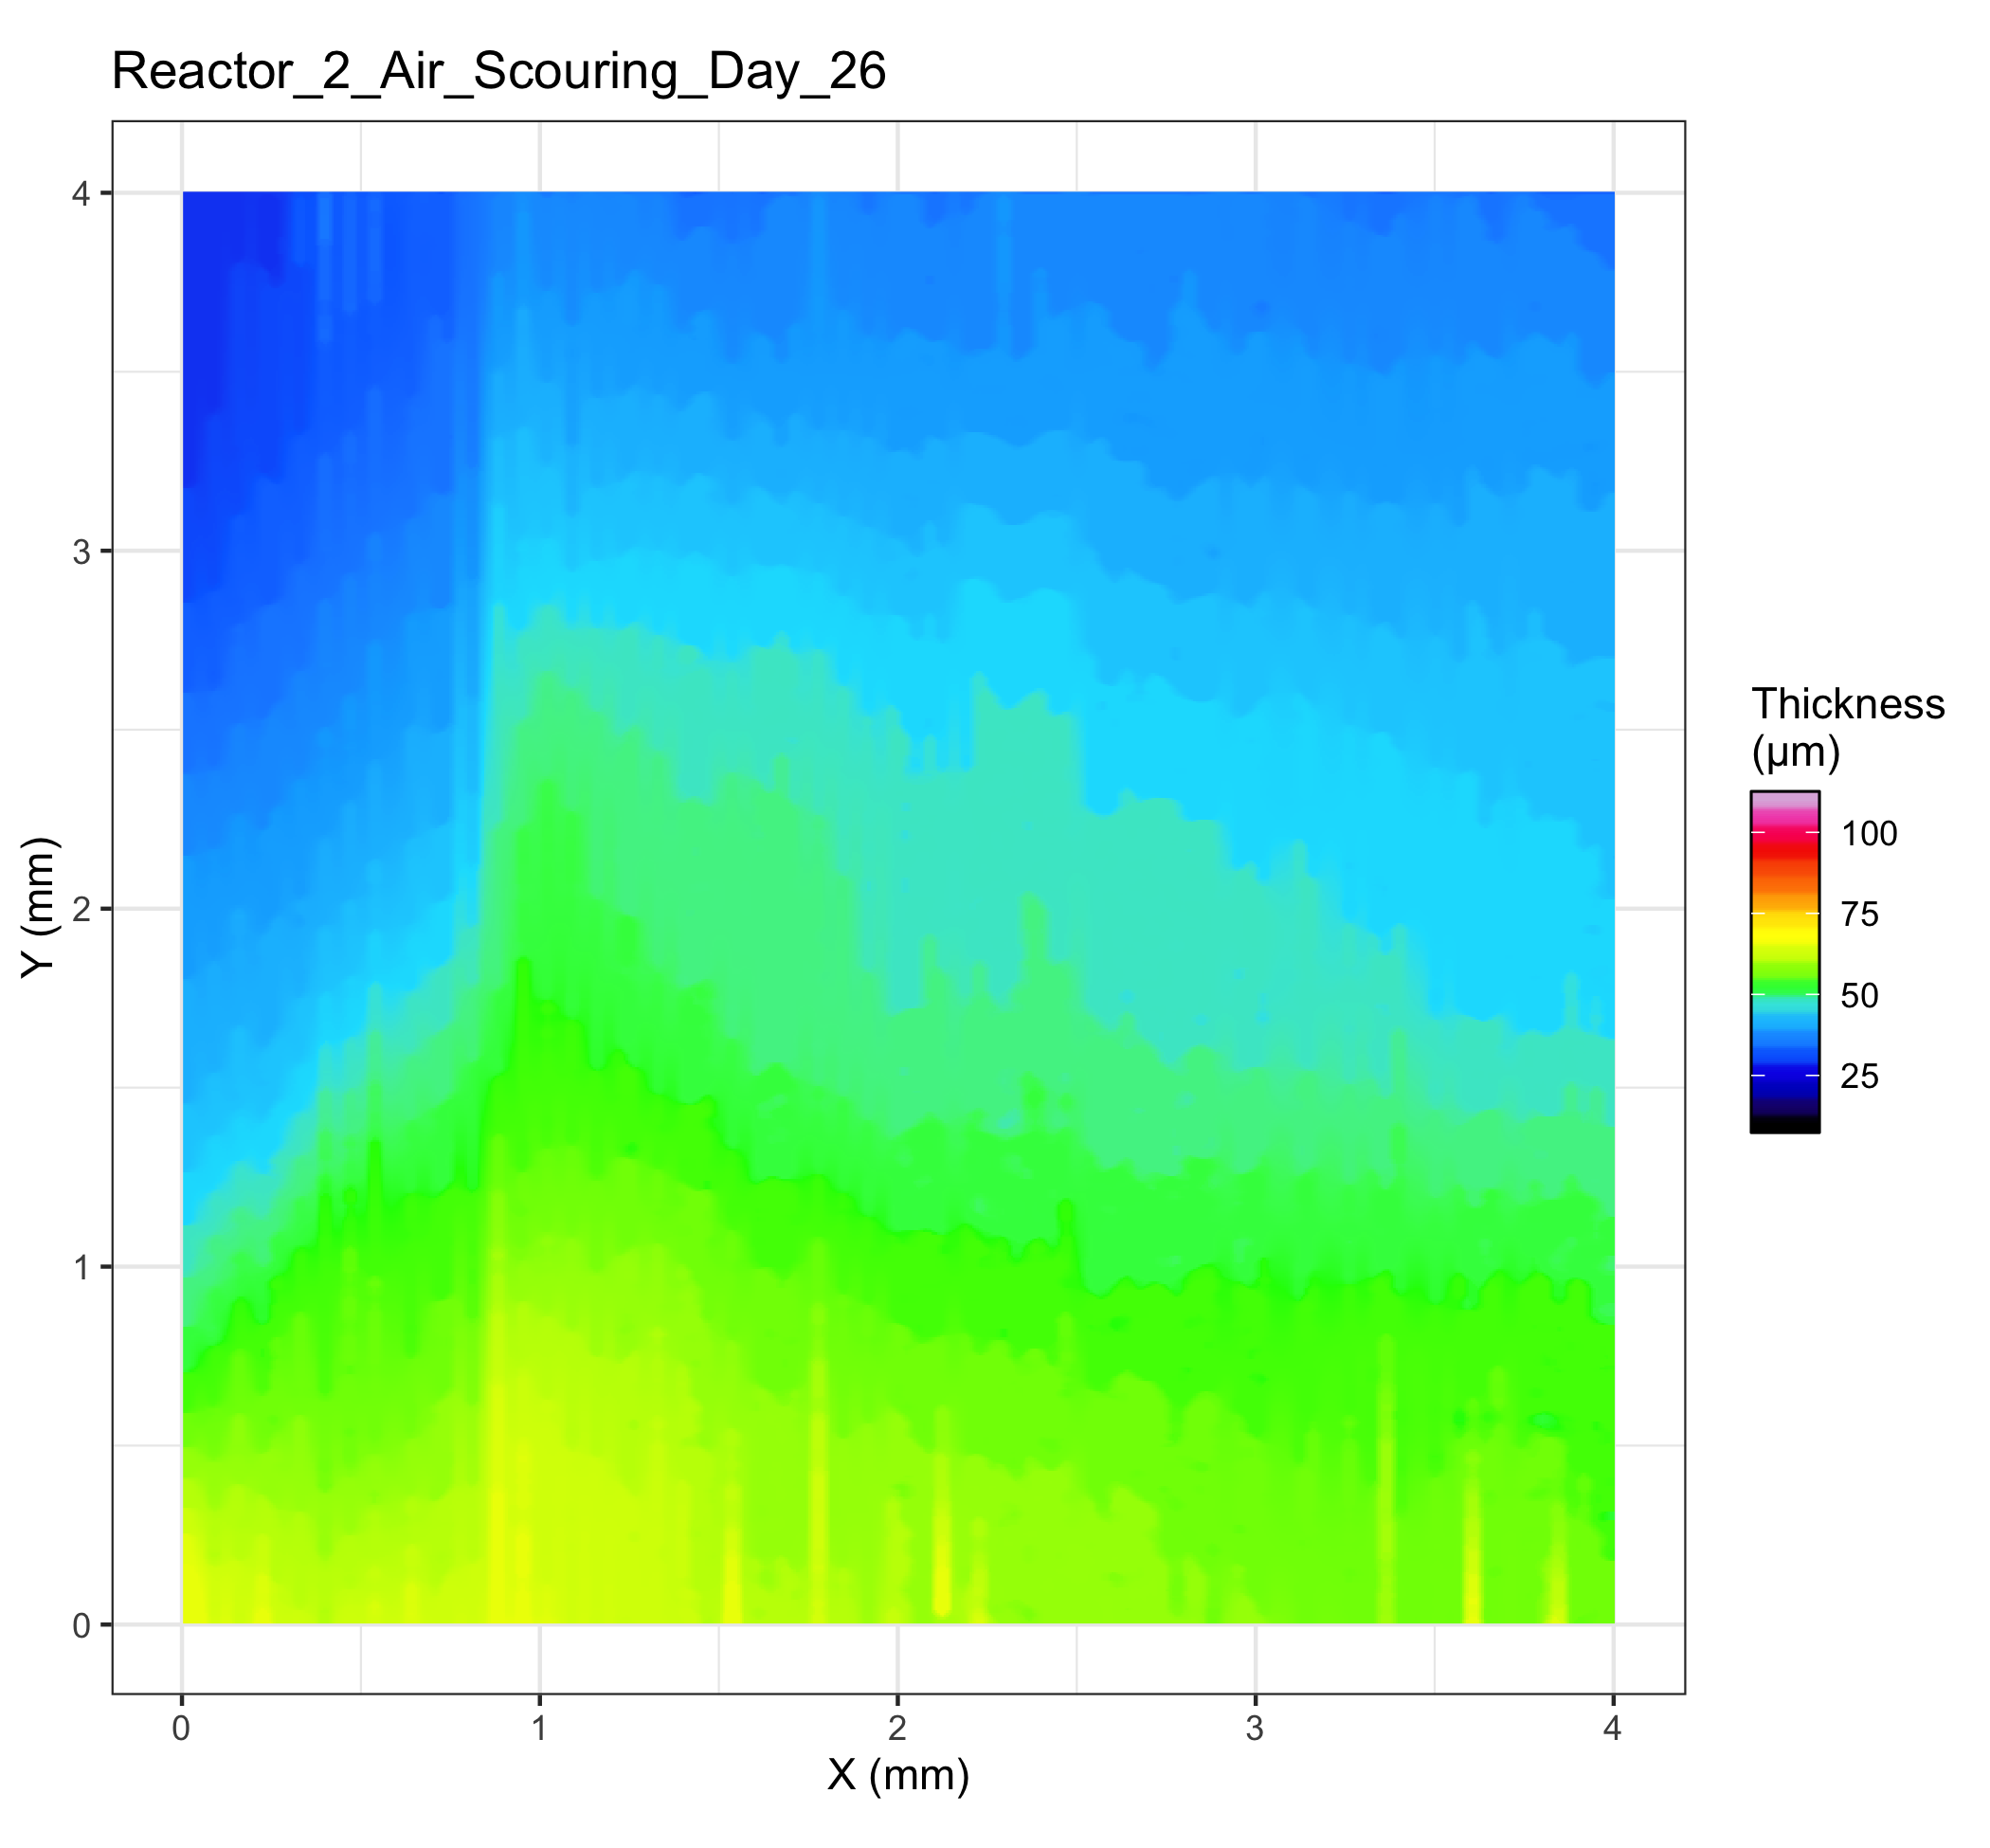 Reactor_2_Air_Scouring_Day_26
4
3
2
1
0
Y (mm)
0 1 2 3 4
X (mm)
Thickness
(µm)
100
75
50
25